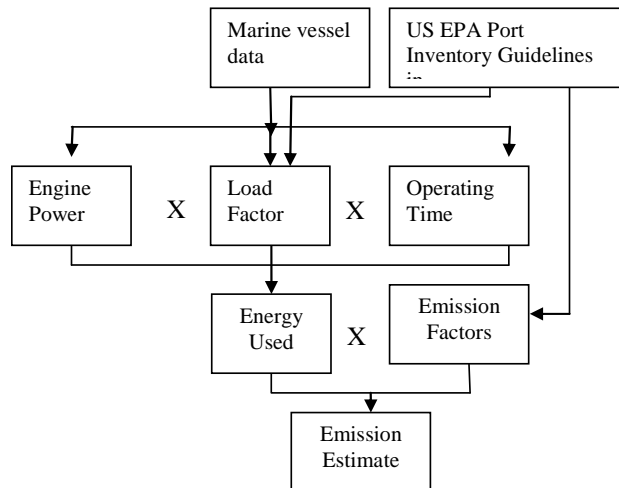 Marine vessel
data
US EPA Port
Inventory Guidelines
in
Engine
Power
X
Load
Factor
X
Operating
Time
Energy
Used
X
Emission
Factors
Emission
Estimate